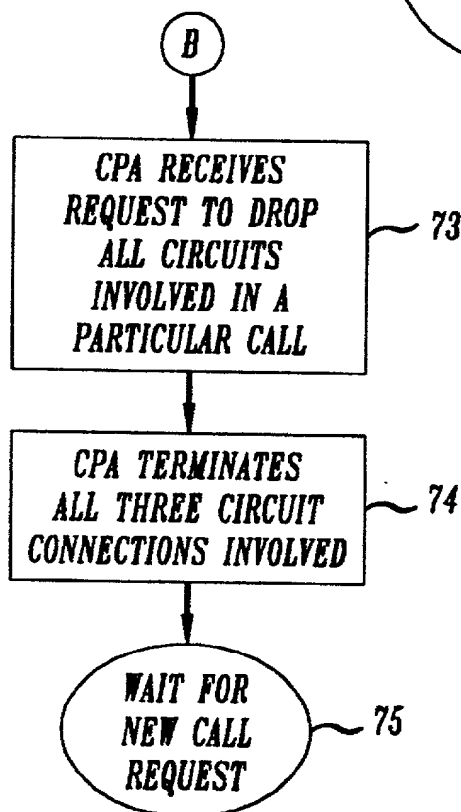 B
CPA RECEIVES
REQUEST TO DROP
ALL CIRCUITS
INVOLVED IN A
PARTICULAR CALL
73
CPA TERMINATES
ALL THREE CIRCUIT
CONNECTIONS INVOLVED
74
WAIT FOR
NEW CALL
REQUEST
75